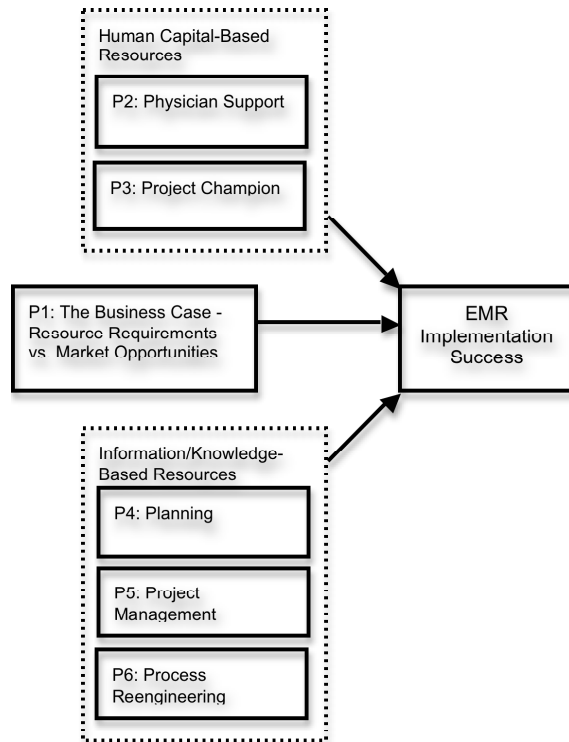 Human Capital-Based
Resources
P2: Physician Support
P3: Project Champion
P1: The Business Case -
Resource Requirements
vs. Market Opportunities
EMR
Implementation
Success
Information/Knowledge-
Based Resources
P4: Planning
P5: Project
Management
P6: Process
Reengineering